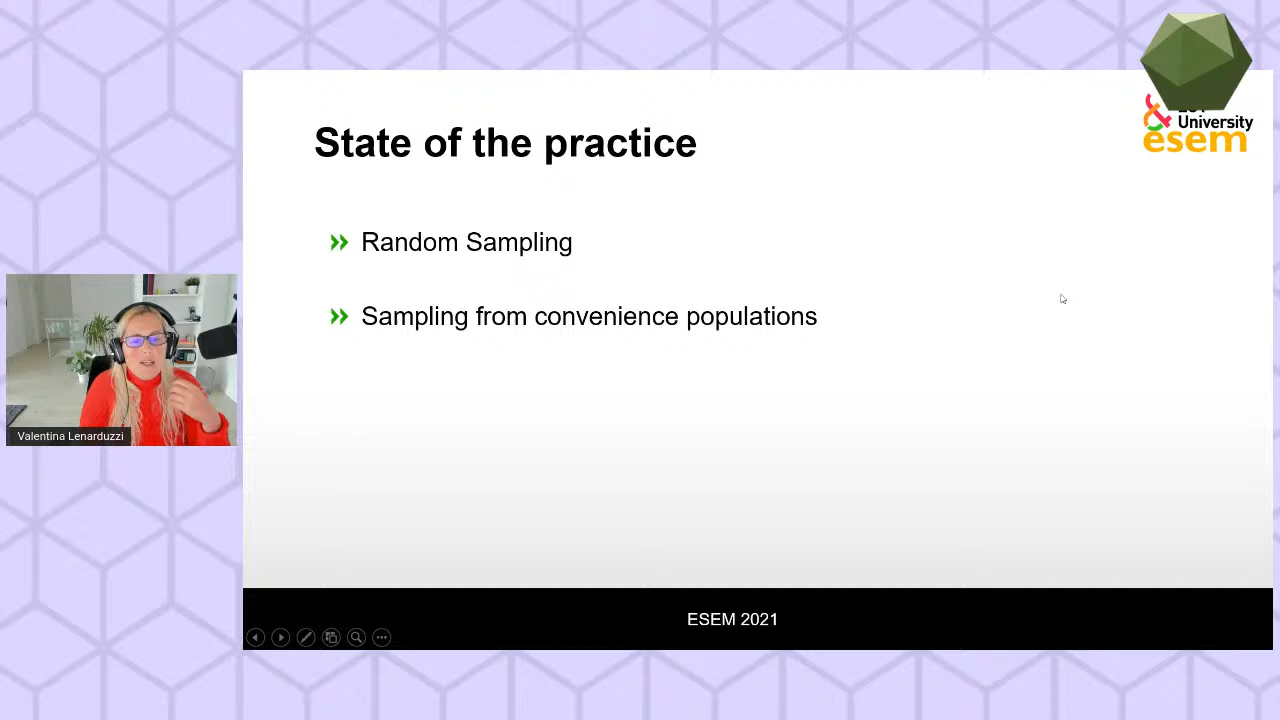 State of the practice
University
esem
Random Sampling
Sampling from convenience populations
Valentina Lenarduzzi
ESEM 2021